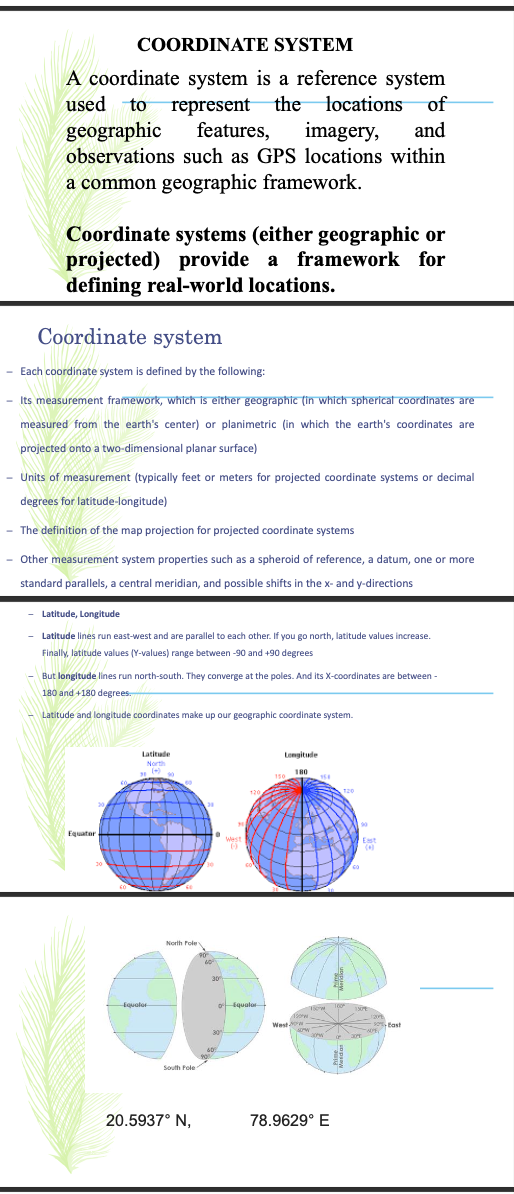 COORDINATE SYSTEM
A coordinate system is a reference system
used to represent the locations of
geographic features, imagery, and
observations such as GPS locations within
a common geographic framework.
Coordinate systems (either geographic or
projected) provide a framework for
defining real-world locations.
Coordinate system
– Each coordinate system is defined by the following:
– Its measurement framework, which is either geographic (in which spherical coordinates are
measured from the earth's center) or planimetric (in which the earth's coordinates are
projected onto a two-dimensional planar surface)
– Units of measurement (typically feet or meters for projected coordinate systems or decimal
degrees for latitude-longitude)
– The definition of the map projection for projected coordinate systems
– Other measurement system properties such as a spheroid of reference, a datum, one or more
standard parallels, a central meridian, and possible shifts in the x- and y-directions
– Latitude, Longitude
– Latitude lines run east-west and are parallel to each other. If you go north, latitude values increase.
Finally, latitude values (Y-values) range between -90 and +90 degrees
– But longitude lines run north-south. They converge at the poles. And its X-coordinates are between -
180 and +180 degrees.
– Latitude and longitude coordinates make up our geographic coordinate system.
Latitude
North
(+)
90 90
60 60
30 30
Equator 0
30 30
60 60
Longitude
180
150 150
120 120
90 90
West
(-)
East
(+)
60 60
North Pole
90°
60°
30°
Equator 0° Equator
30°
60°
90°
South Pole
Prime
Meridian
150°W 180° 150°E
120°W 120°E
West 90°W 90°E East
60°W 60°E
30°W 0° 30°E
Prime
Meridian
20.5937° N, 78.9629° E